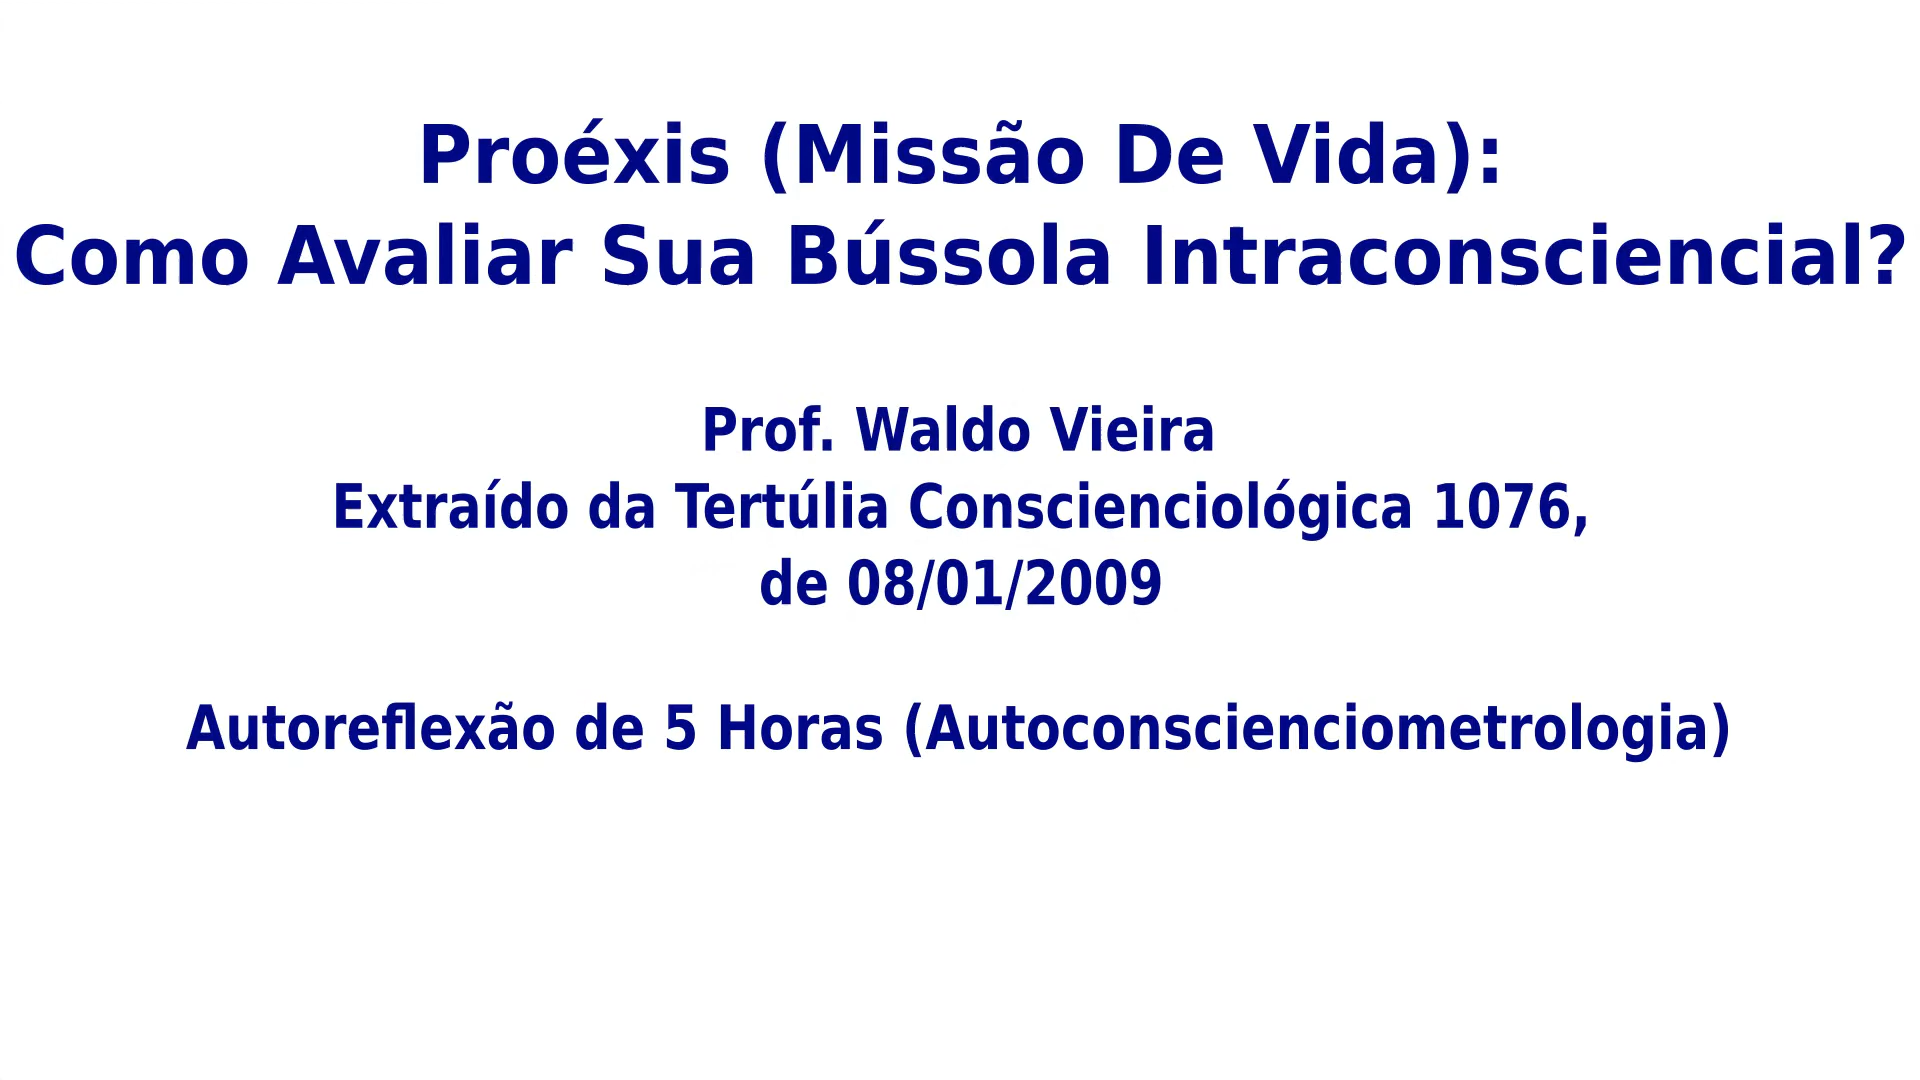 Proéxis (Missão De Vida):
Como Avaliar Sua Bússola Intraconsciencial?
Prof. Waldo Vieira
Extraído da Tertúlia Conscienciológica 1076,
de 08/01/2009
Autoreflexão de 5 Horas (Autoconscienciometrologia)